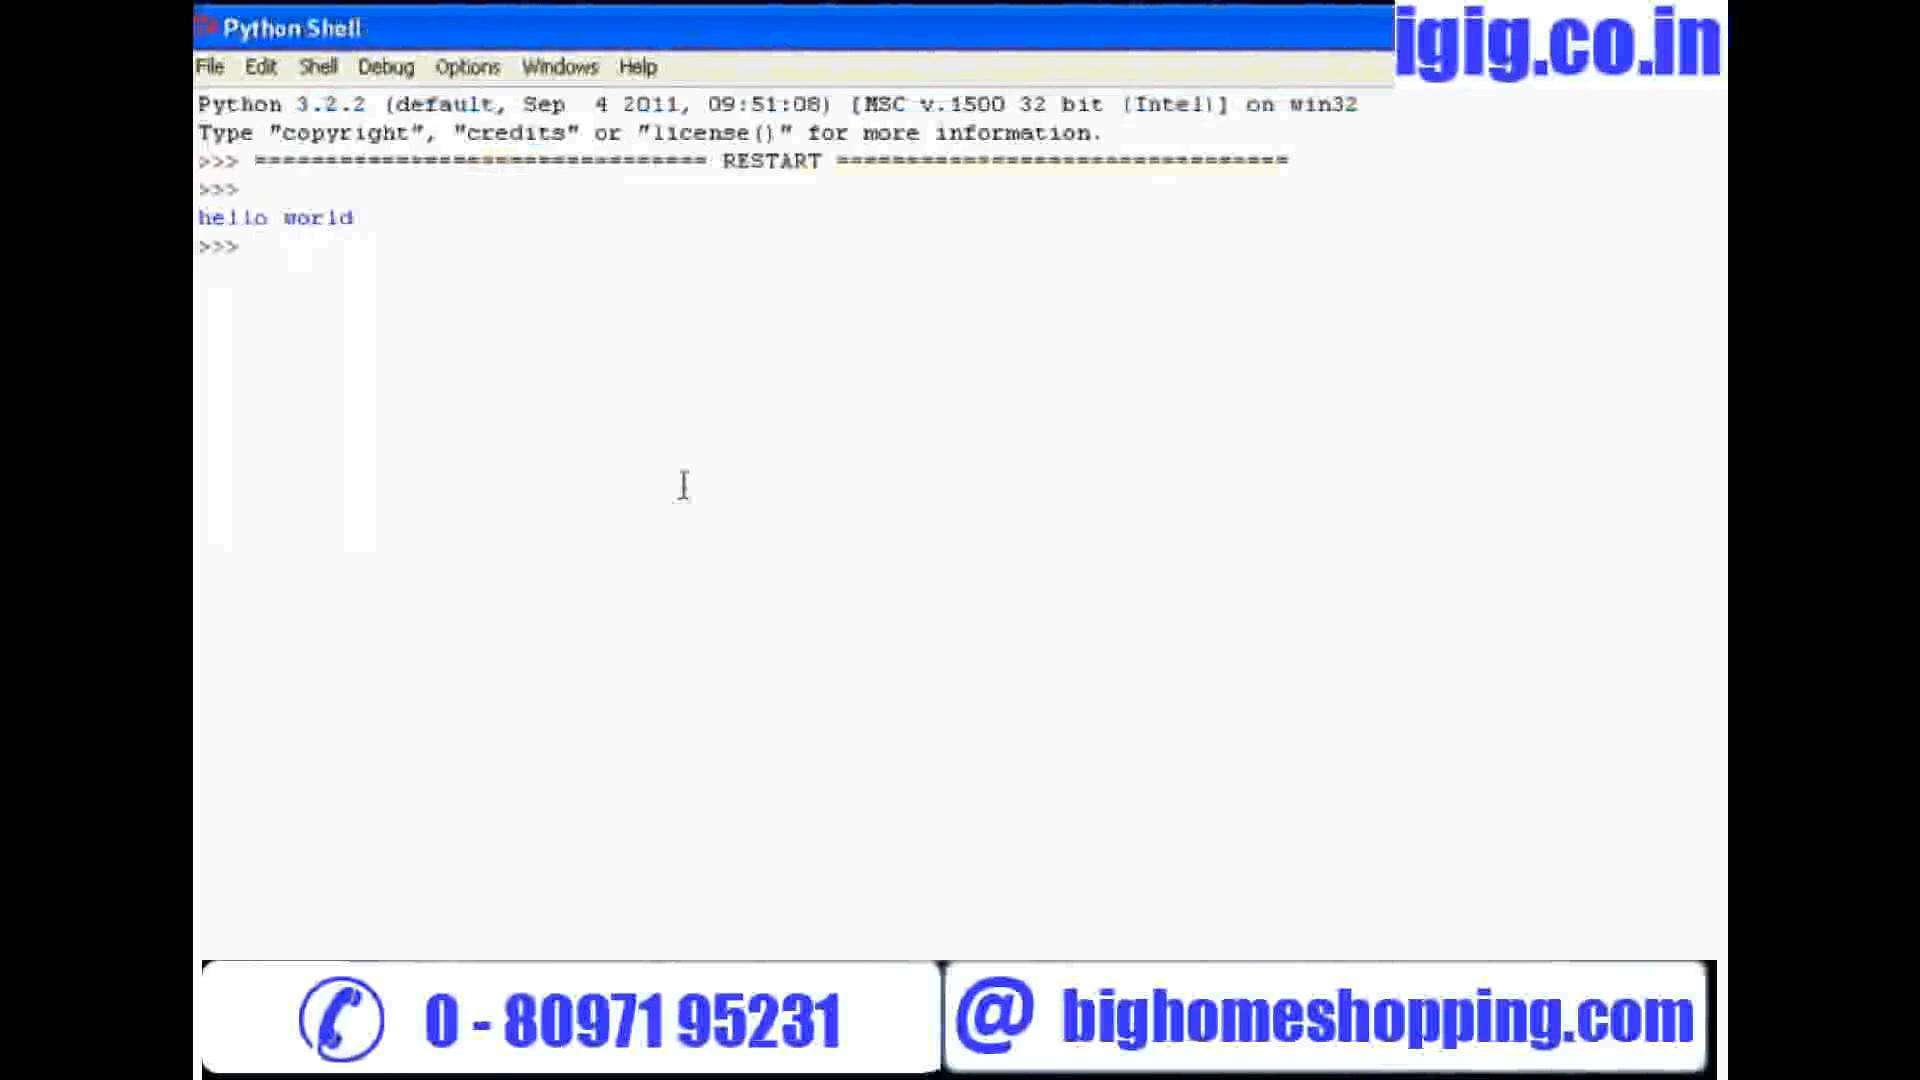 Python Shell
igig.co.in
File Edit Shell Debug Options Windows Help
Python 3.2.2 (default, Sep  4 2011, 09:51:08) [MSC v.1500 32 bit (Intel)] on win32
Type "copyright", "credits" or "license()" for more information.
>>> ================================ RESTART ================================
>>>
hello world
>>>
0 - 80971 95231
@ bighomeshopping.com